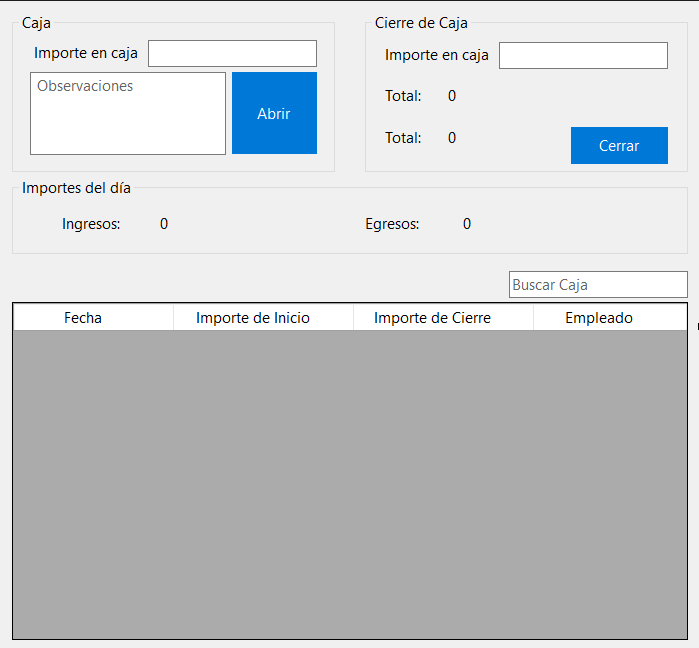 Caja
Importe en caja
Observaciones
Abrir
Cierre de Caja
Importe en caja
Total: 0
Total: 0
Cerrar
Importes del día
Ingresos: 0 Egresos: 0
Buscar Caja
Fecha Importe de Inicio Importe de Cierre Empleado